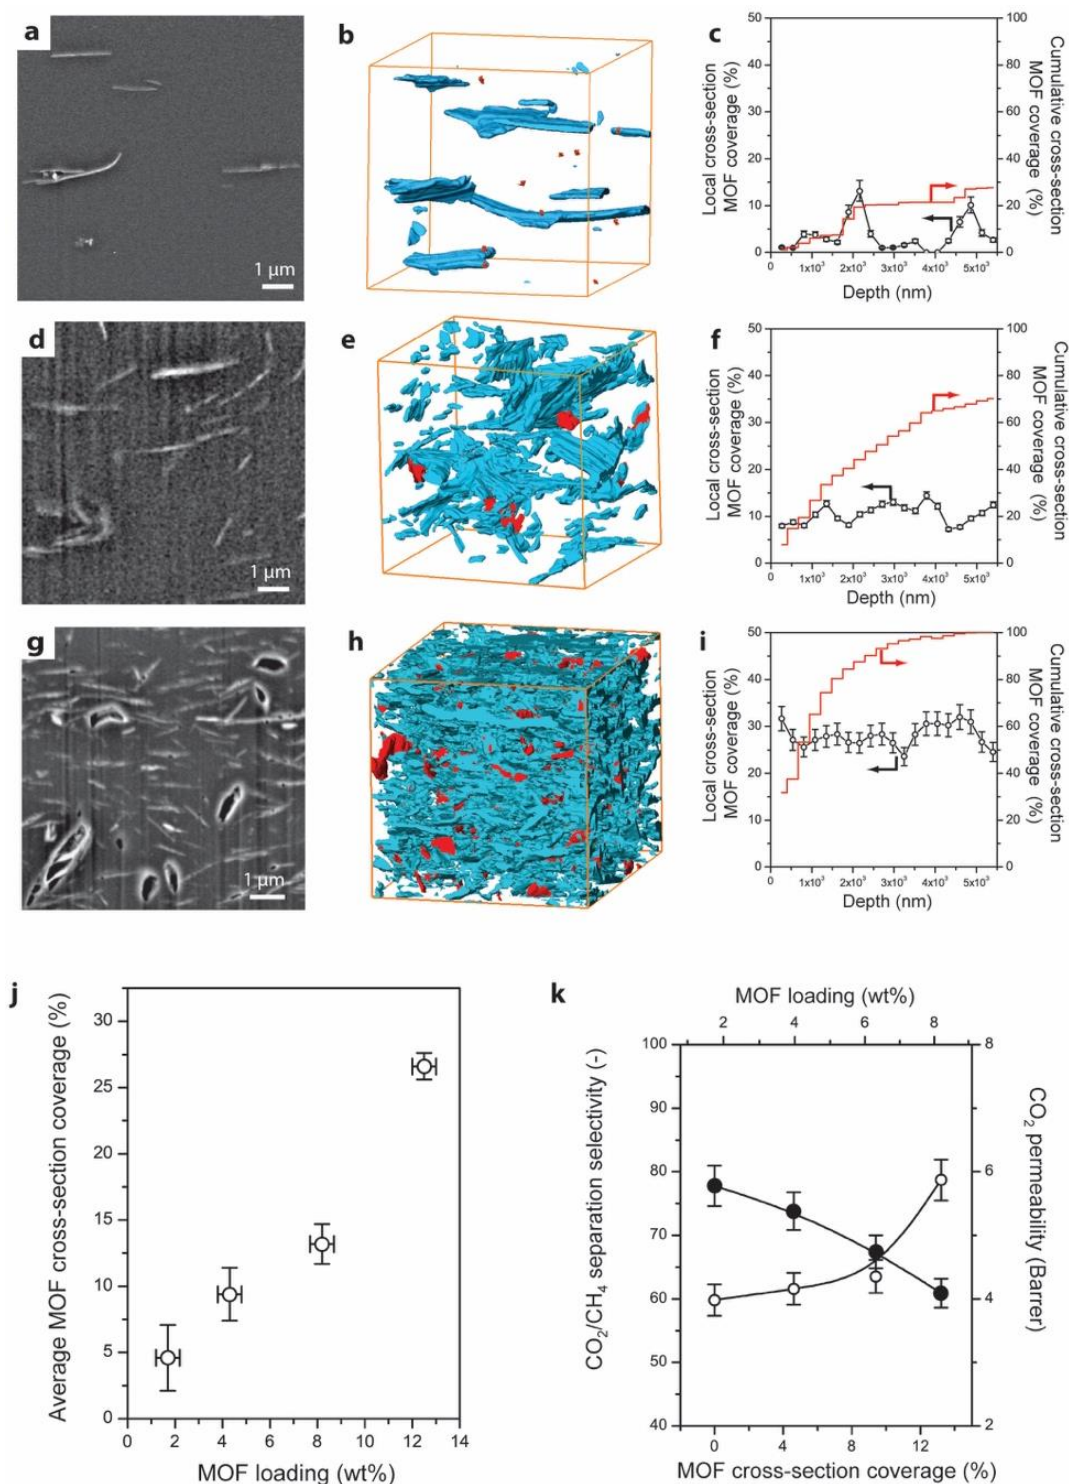 a
1 µm
b
c
Local cross-section
MOF coverage (%)
50
40
30
20
10
0
100
80
60
40
20
0
Cumulative cross-section
MOF coverage
(%)
0 1x10³ 2x10³ 3x10³ 4x10³ 5x10³
Depth (nm)
d
1 µm
e
f
Local cross-section
MOF coverage (%)
50
40
30
20
10
0
100
80
60
40
20
0
Cumulative cross-section
MOF coverage
(%)
0 1x10³ 2x10³ 3x10³ 4x10³ 5x10³
Depth (nm)
g
1 µm
h
i
Local cross-section
MOF coverage (%)
50
40
30
20
10
0
100
80
60
40
20
0
Cumulative cross-section
MOF coverage
(%)
0 1x10³ 2x10³ 3x10³ 4x10³ 5x10³
Depth (nm)
j
Average MOF cross-section coverage (%)
30
25
20
15
10
5
0
0 2 4 6 8 10 12 14
MOF loading (wt%)
k
MOF loading (wt%)
2 4 6 8
CO₂/CH₄ separation selectivity (-)
100
90
80
70
60
50
40
8
6
4
2
CO₂ permeability (Barrer)
0 4 8 12
MOF cross-section coverage (%)